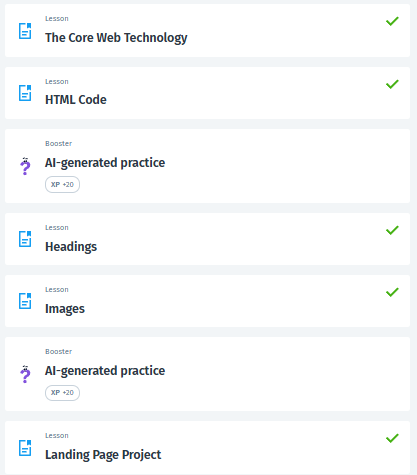 Lesson
The Core Web Technology
Lesson
HTML Code
Booster
AI-generated practice
XP +20
Lesson
Headings
Lesson
Images
Booster
AI-generated practice
XP +20
Lesson
Landing Page Project